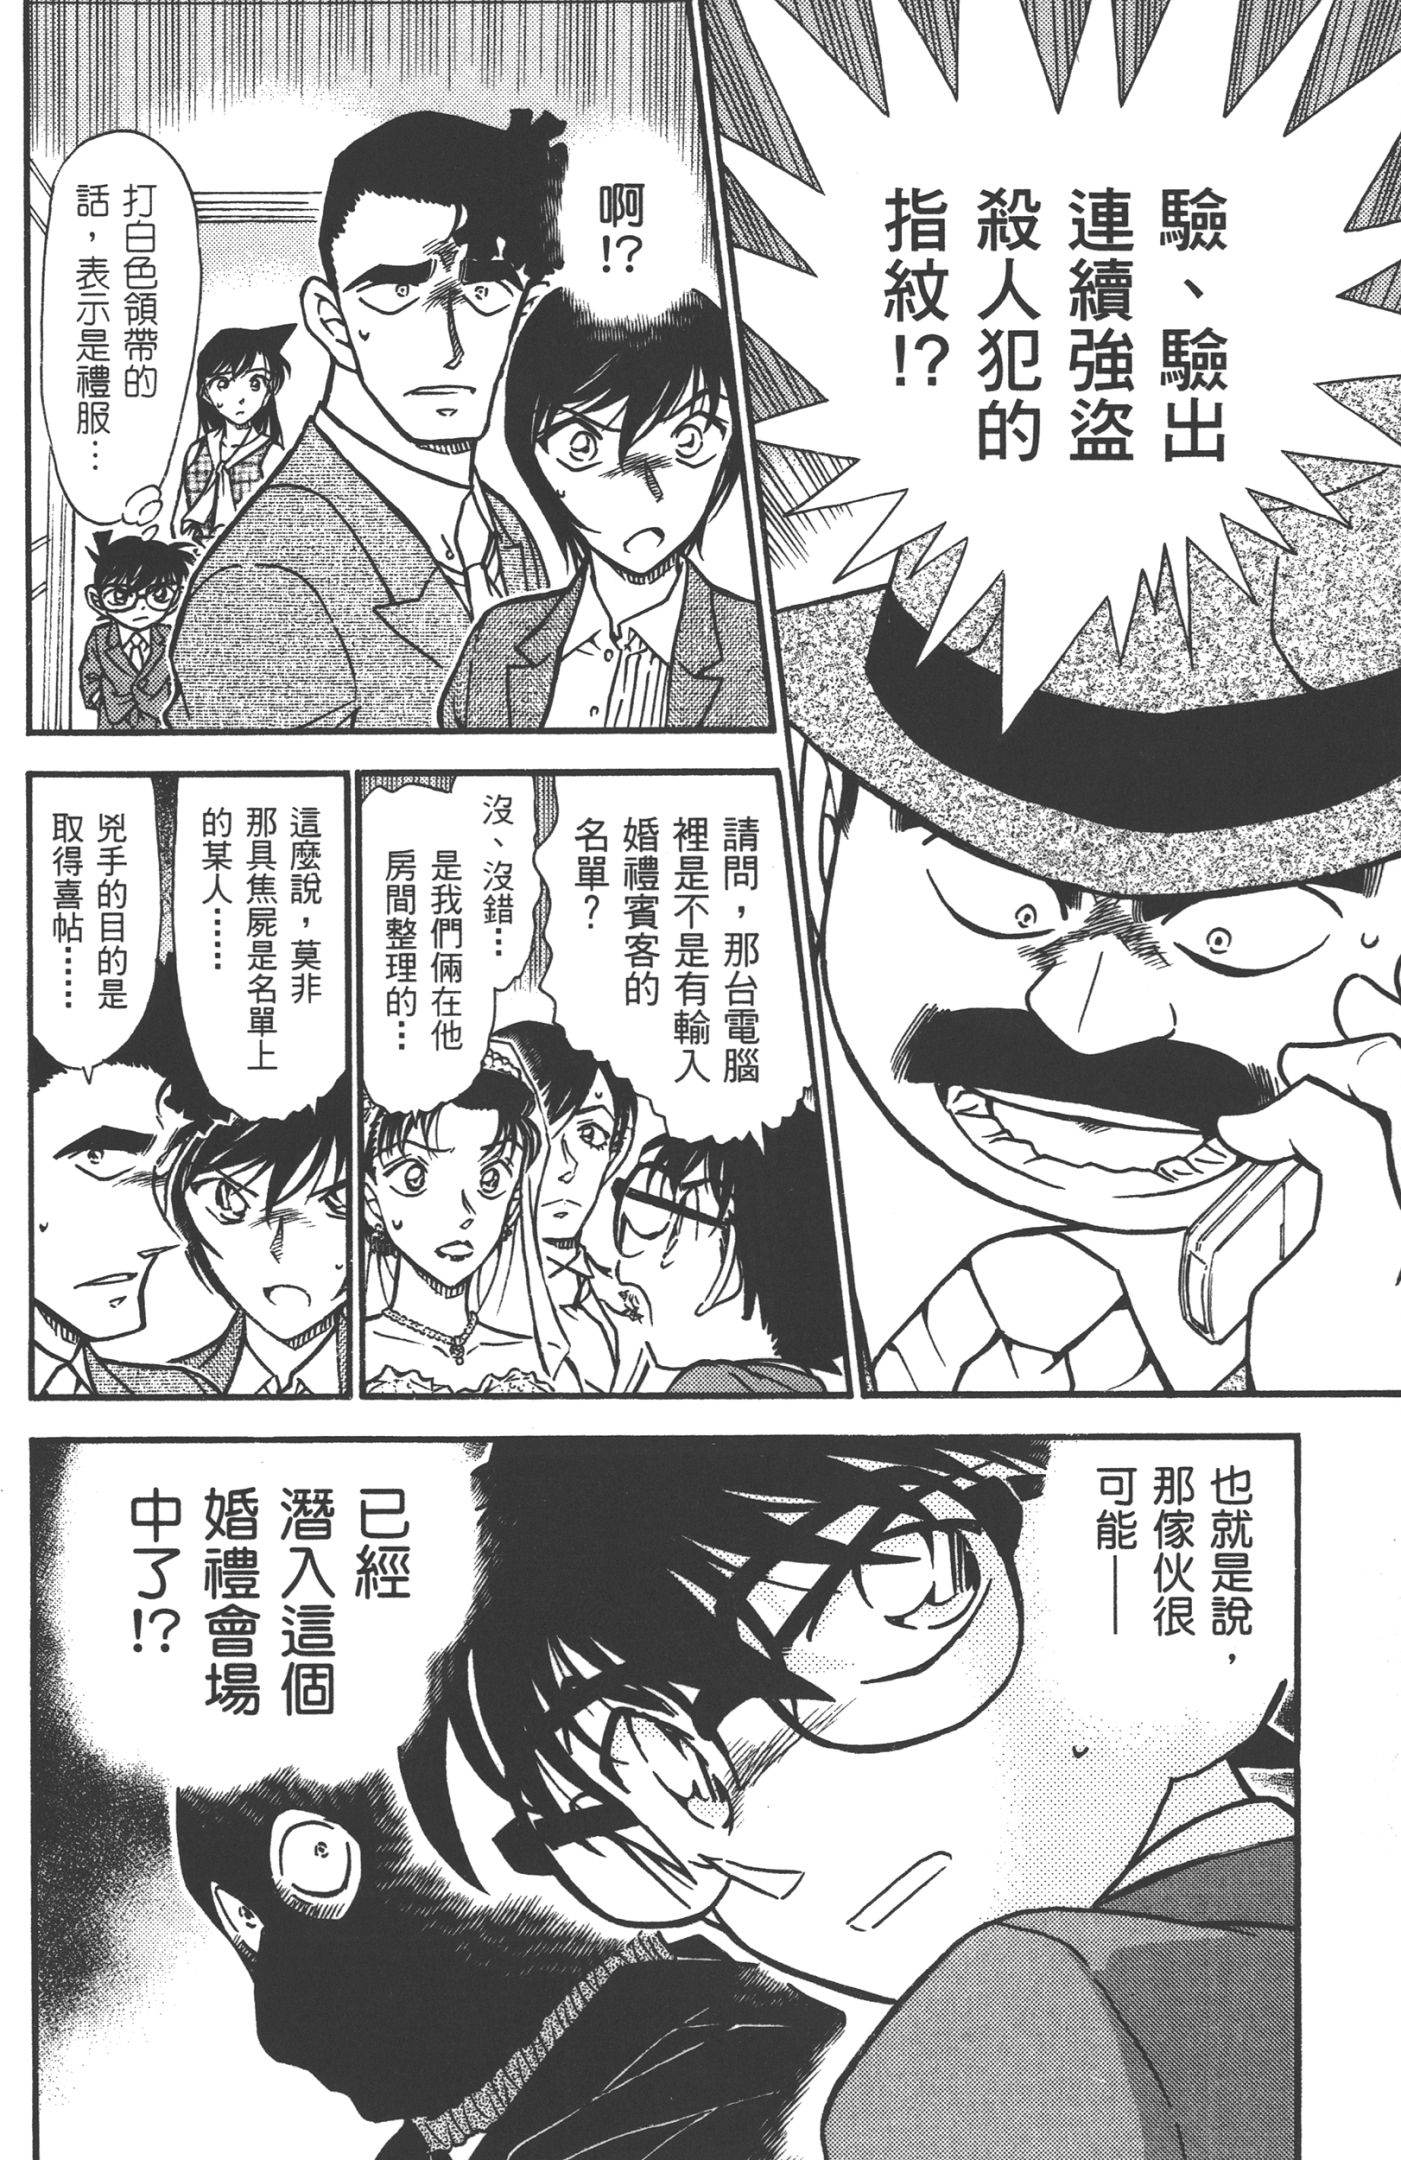 驗、驗出
連續強盜
殺人犯的
指紋!?
啊!?
打白色領帶的
話，表示是禮服…
請問，那台電腦
裡是不是有輸入
婚禮賓客的
名單？
沒、沒錯…
是我們倆在他
房間整理的…
這麼說，莫非
那具焦屍是名單上
的某人……
兇手的目的是
取得喜帖……
也就是說，
那傢伙很
可能——
已經
潛入這個
婚禮會場
中了!?